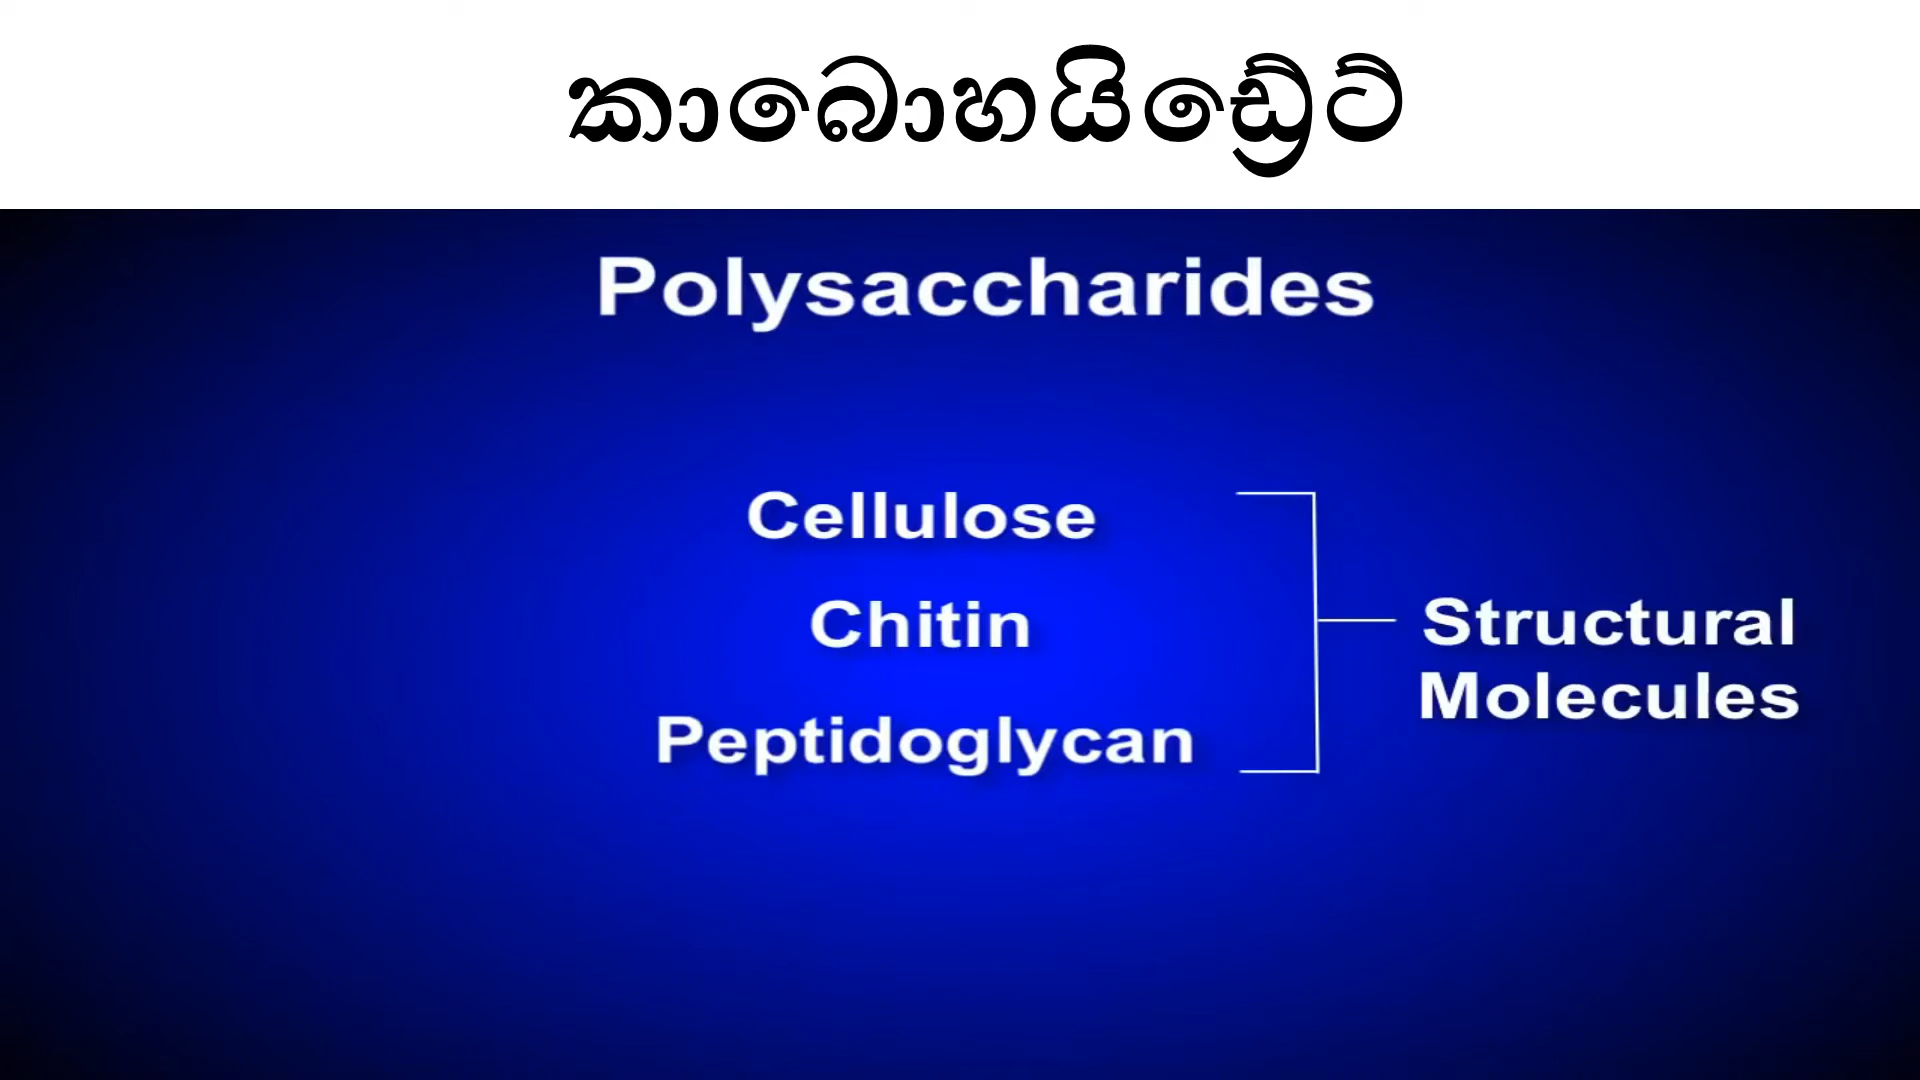 කාබොහයිඩ්‍රේට්
Polysaccharides
Cellulose
Chitin
Peptidoglycan
Structural
Molecules